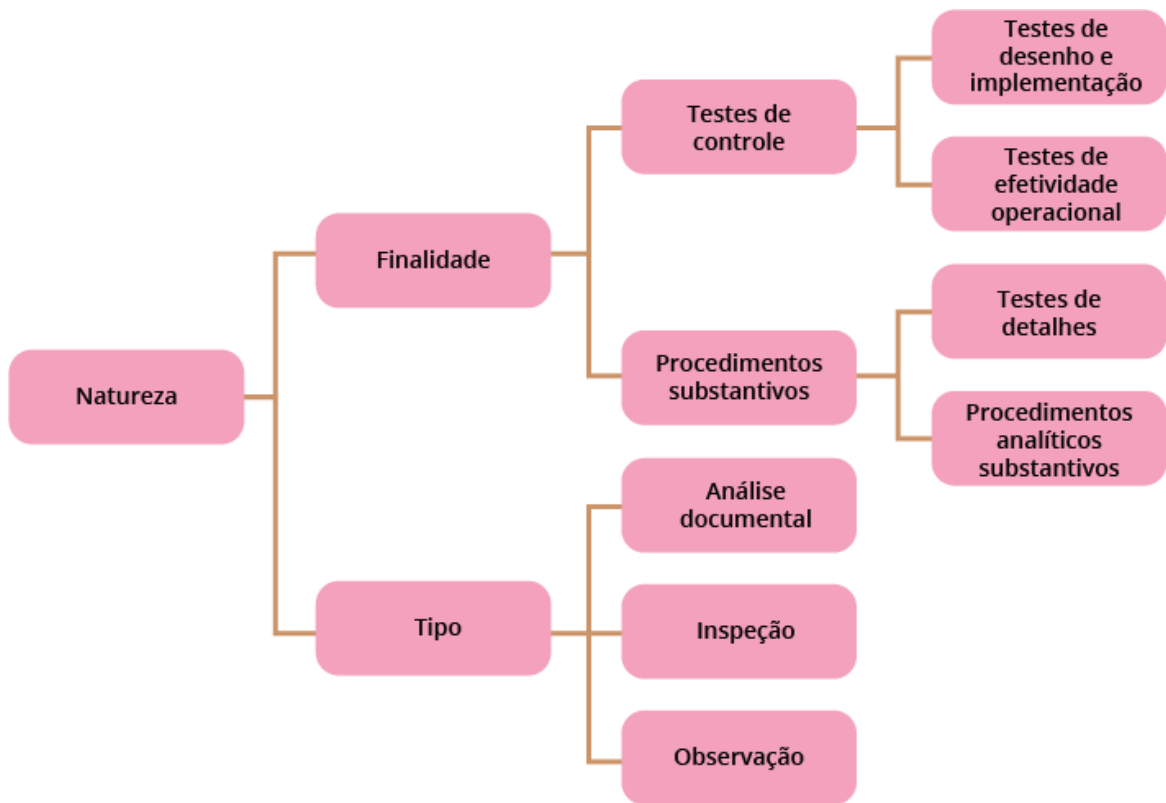 Natureza
Finalidade
Testes de
controle
Testes de
desenho e
implementação
Testes de
efetividade
operacional
Procedimentos
substantivos
Testes de
detalhes
Procedimentos
analíticos
substantivos
Tipo
Análise
documental
Inspeção
Observação